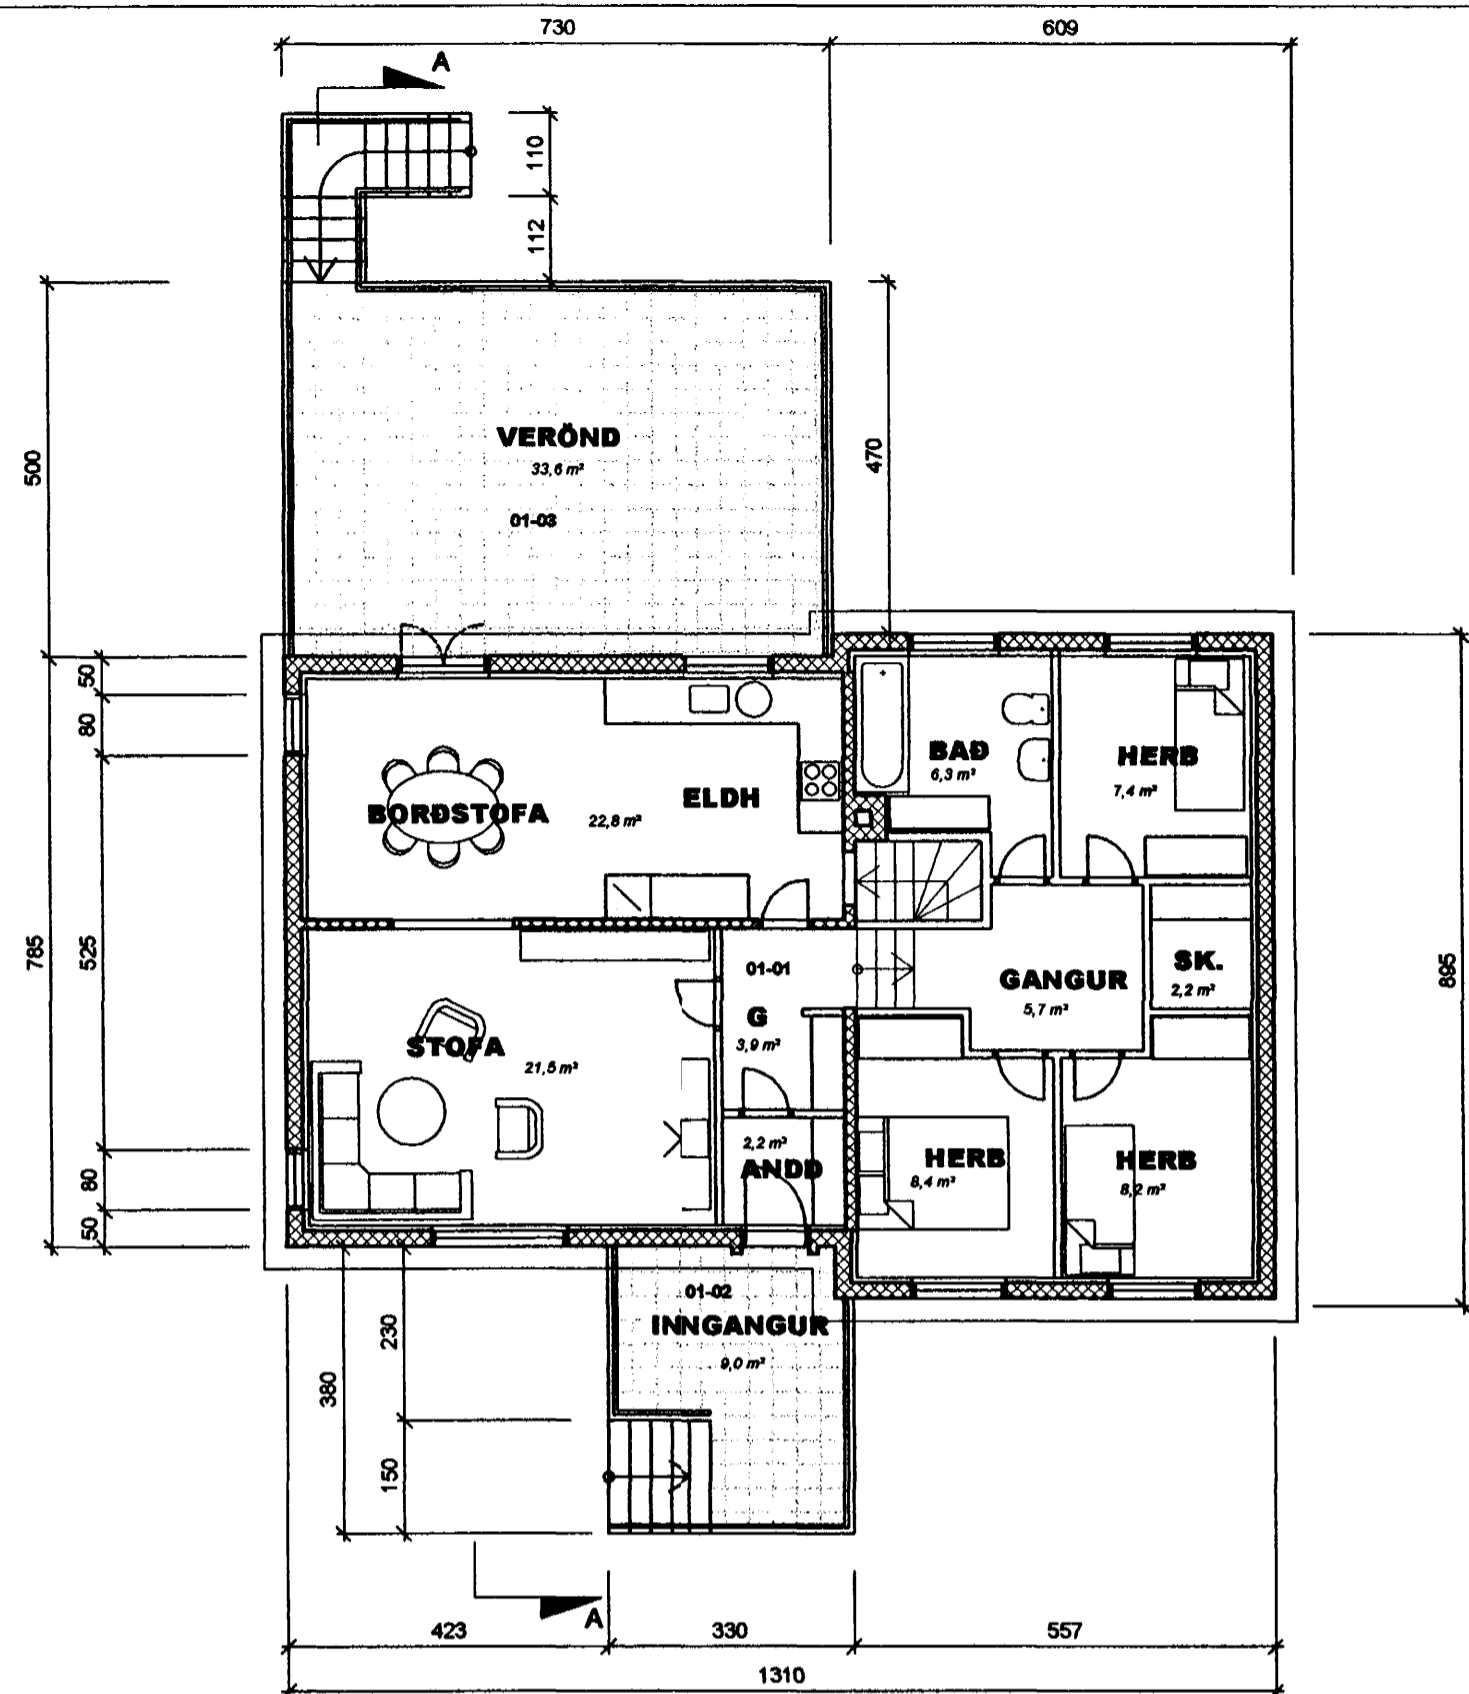 730
609
A
110
112
500
470
VERÖND
33,6 m²
01-03
50
80
525
80
50
785
895
BAÐ
6,3 m²
HERB
7,4 m²
BORÐSTOFA
22,8 m²
ELDH
01-01
G
3,9 m²
GANGUR
5,7 m²
SK.
2,2 m²
STOFA
21,5 m²
2,2 m²
ANDD
HERB
8,4 m²
HERB
8,2 m²
01-02
INNGANGUR
9,0 m²
230
380
150
A
423
330
557
1310